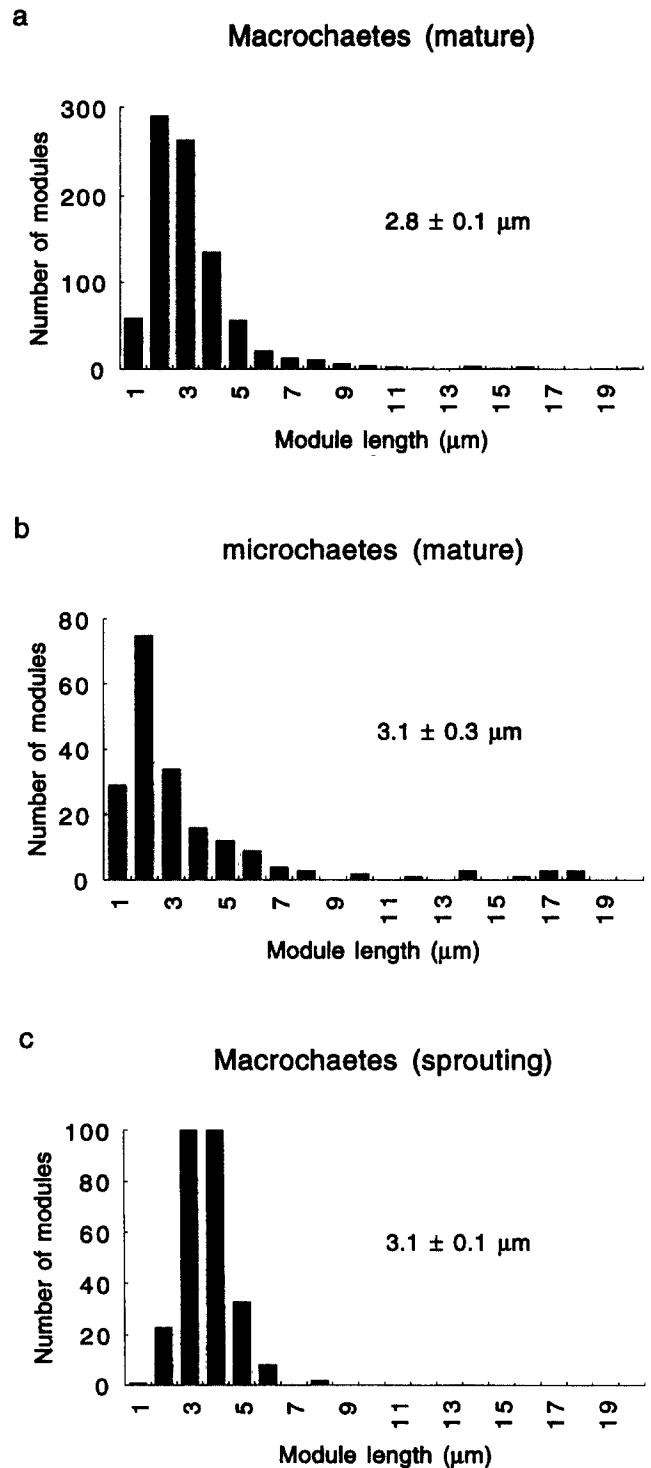 a
Macrochaetes (mature)
Number of modules
300
200
100
0
2.8 ± 0.1 μm
1 3 5 7 9 11 13 15 17 19
Module length (μm)
b
microchaetes (mature)
Number of modules
80
60
40
20
0
3.1 ± 0.3 μm
1 3 5 7 9 11 13 15 17 19
Module length (μm)
c
Macrochaetes (sprouting)
Number of modules
100
80
60
40
20
0
3.1 ± 0.1 μm
1 3 5 7 9 11 13 15 17 19
Module length (μm)